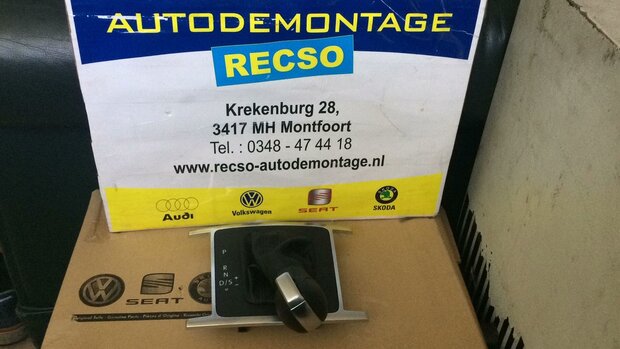 AUTODEMONTAGE
RECSO
Krekenburg 28,
3417 MH Montfoort
Tel. : 0348 - 47 44 18
www.recso-autodemontage.nl
Audi
Volkswagen
SEAT
SKODA
P
R
N
D/S
+
-
SEAT